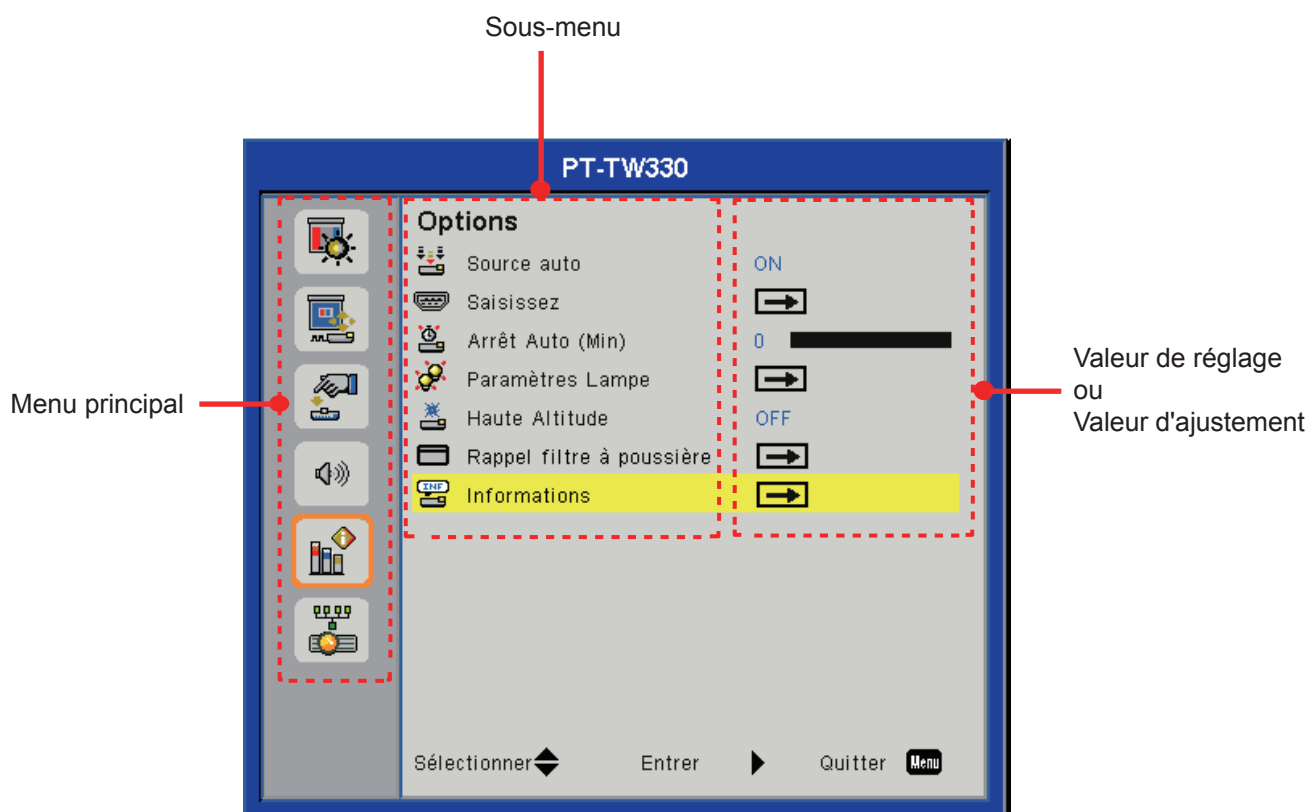 Sous-menu
PT-TW330
Options
Source auto ON
Saisissez
Arrêt Auto (Min) 0
Paramètres Lampe
Haute Altitude OFF
Rappel filtre à poussière
INF Informations
Menu principal
Valeur de réglage
ou
Valeur d'ajustement
Sélectionner Entrer Quitter Menu